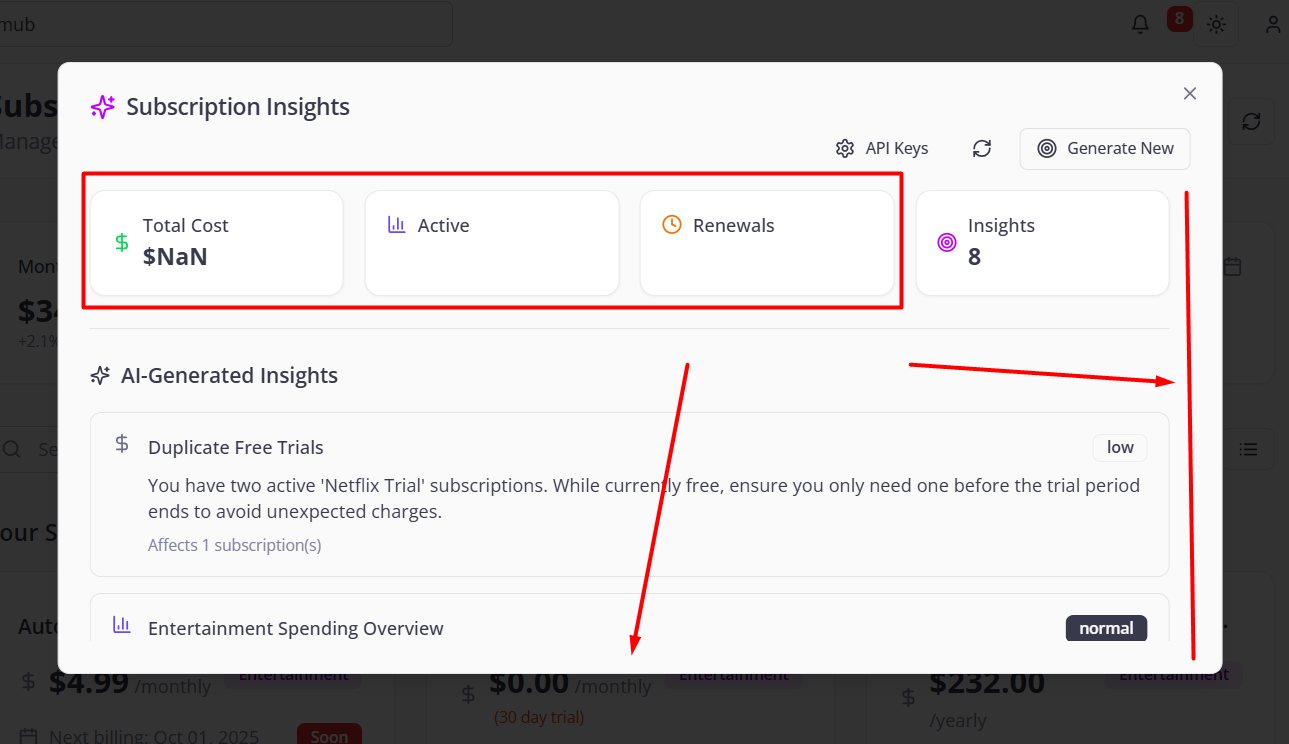 mub
8
Subs
Manage
Subscription Insights
API Keys
Generate New
Total Cost
$NaN
Active
Renewals
Insights
8
Mon
$34
+2.1%
AI-Generated Insights
Duplicate Free Trials
low
You have two active 'Netflix Trial' subscriptions. While currently free, ensure you only need one before the trial period
ends to avoid unexpected charges.
Affects 1 subscription(s)
Se
our S
Entertainment Spending Overview
normal
Auto
$4.99 /monthly
Entertainment
$0.00 /monthly
Entertainment
(30 day trial)
$232.00
Entertainment
/yearly
Next billing: Oct 01, 2025
Soon